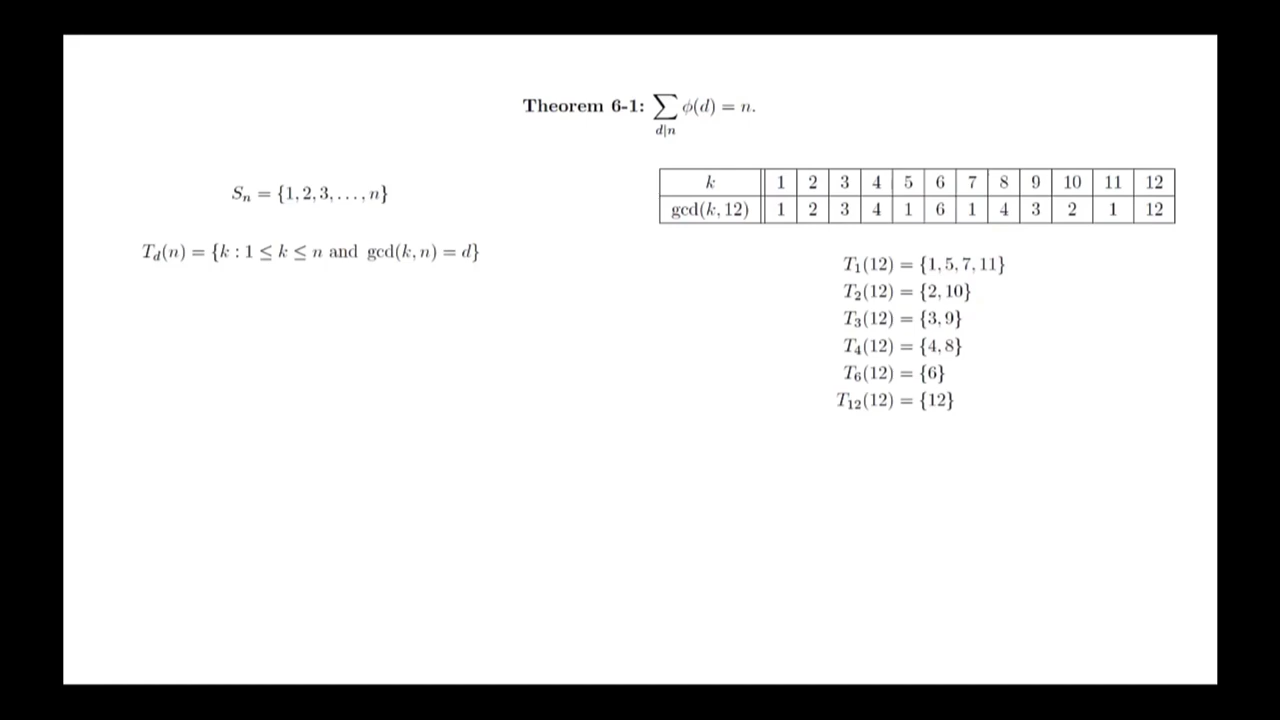 Theorem 6-1: ∑_{d|n} ϕ(d) = n.
S_n = {1, 2, 3, . . . , n}
T_d(n) = {k : 1 ≤ k ≤ n and gcd(k, n) = d}
k 1 2 3 4 5 6 7 8 9 10 11 12
gcd(k, 12) 1 2 3 4 1 6 1 4 3 2 1 12
T_1(12) = {1, 5, 7, 11}
T_2(12) = {2, 10}
T_3(12) = {3, 9}
T_4(12) = {4, 8}
T_6(12) = {6}
T_12(12) = {12}